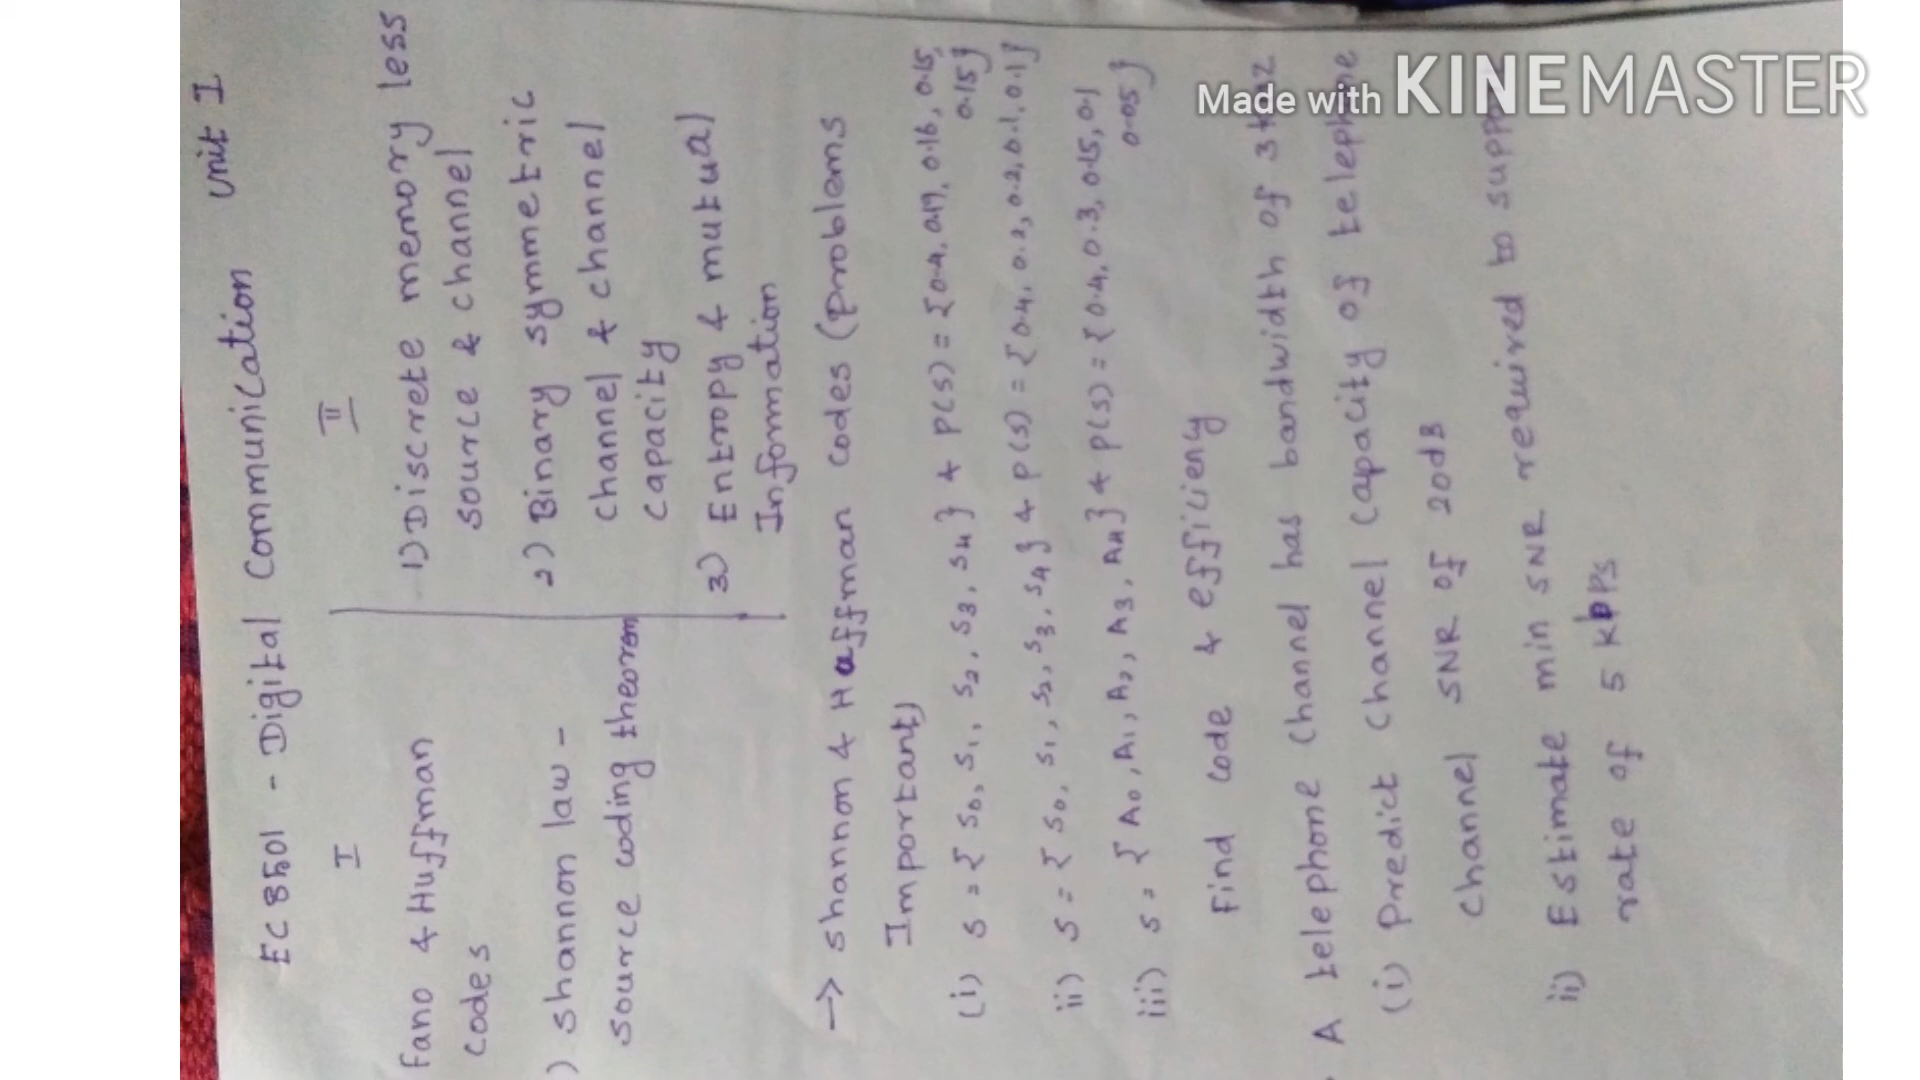 EC8501 - Digital Communication Unit I
I
Fano & Huffman
codes
) Shannon law -
source coding theorem
II
1) Discrete memory less
source & channel
2) Binary symmetric
channel & channel
capacity
3) Entropy & mutual
Information
→ Shannon & Haffman codes (Problems
Important)
(i) S = { S0, S1, S2, S3, S4 } & P(S) = {0.4, 0.19, 0.16, 0.15,
0.15}
ii) S = { S0, S1, S2, S3, S4 } & P(S) = {0.4, 0.2, 0.2, 0.1, 0.1}
iii) S = { A0, A1, A2, A3, A4 } & P(S) = {0.4, 0.3, 0.15, 0.1
0.05 }
Find code & efficiency
A telephone channel has bandwidth of
(i) Predict channel capacity of telephone
channel SNR of 20dB
ii) Estimate min SNR required to
rate of 5 kbps
Made with KINEMASTER